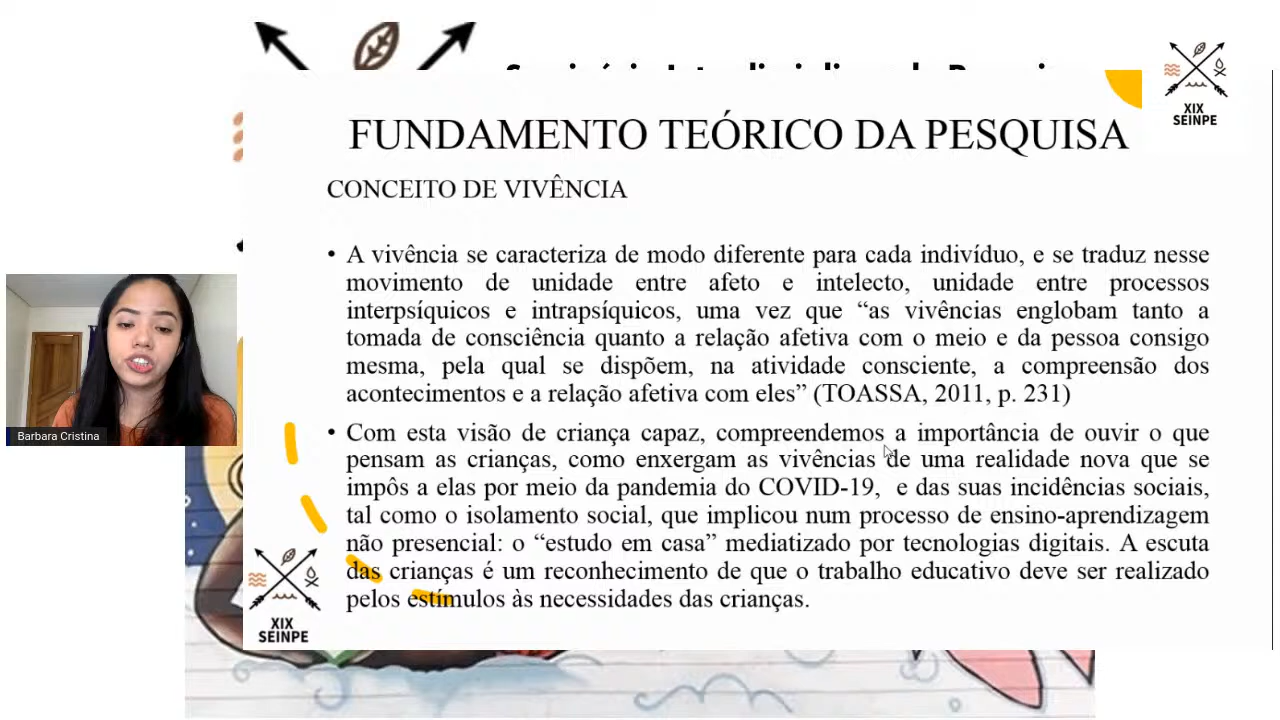 XIX
SEINPE
FUNDAMENTO TEÓRICO DA PESQUISA
CONCEITO DE VIVÊNCIA
• A vivência se caracteriza de modo diferente para cada indivíduo, e se traduz nesse
movimento de unidade entre afeto e intelecto, unidade entre processos
interpsíquicos e intrapsíquicos, uma vez que “as vivências englobam tanto a
tomada de consciência quanto a relação afetiva com o meio e da pessoa consigo
mesma, pela qual se dispõem, na atividade consciente, a compreensão dos
acontecimentos e a relação afetiva com eles” (TOASSA, 2011, p. 231)
• Com esta visão de criança capaz, compreendemos a importância de ouvir o que
pensam as crianças, como enxergam as vivências de uma realidade nova que se
impôs a elas por meio da pandemia do COVID-19, e das suas incidências sociais,
tal como o isolamento social, que implicou num processo de ensino-aprendizagem
não presencial: o “estudo em casa” mediatizado por tecnologias digitais. A escuta
das crianças é um reconhecimento de que o trabalho educativo deve ser realizado
pelos estímulos às necessidades das crianças.
Barbara Cristina
XIX
SEINPE